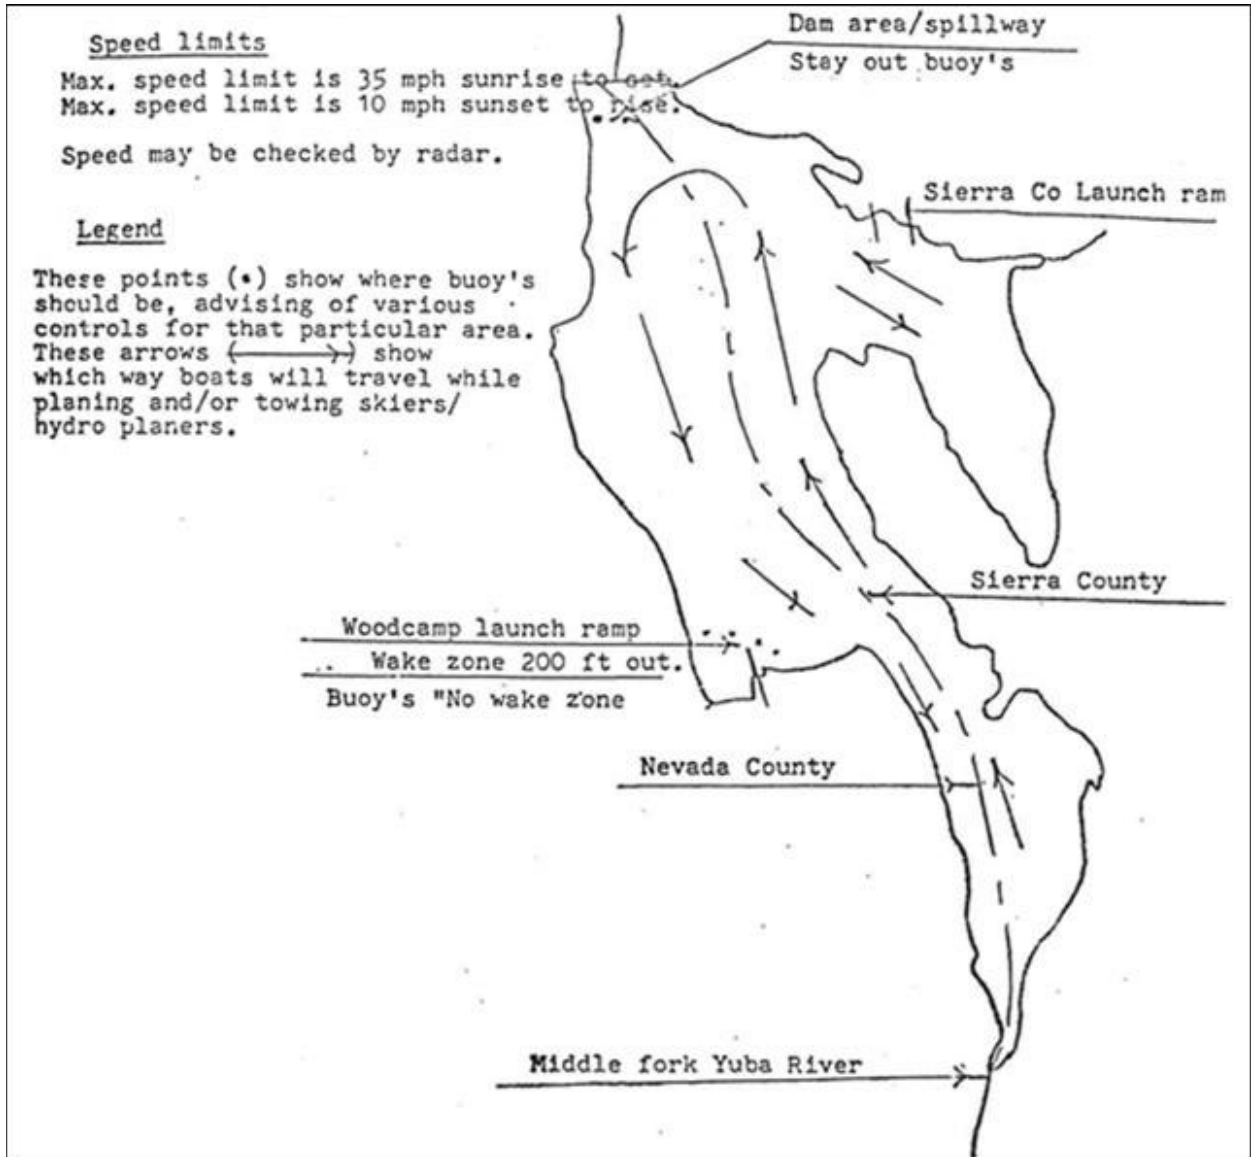 Speed limits
Max. speed limit is 35 mph sunrise to set.
Max. speed limit is 10 mph sunset to rise.
Speed may be checked by radar.
Dam area/spillway
Stay out buoy's
Sierra Co Launch ram
Legend
These points (•) show where buoy's
should be, advising of various
controls for that particular area.
These arrows (⟶) show
which way boats will travel while
planing and/or towing skiers/
hydro planers.
Sierra County
Woodcamp launch ramp
Wake zone 200 ft out.
Buoy's "No wake zone
Nevada County
Middle fork Yuba River